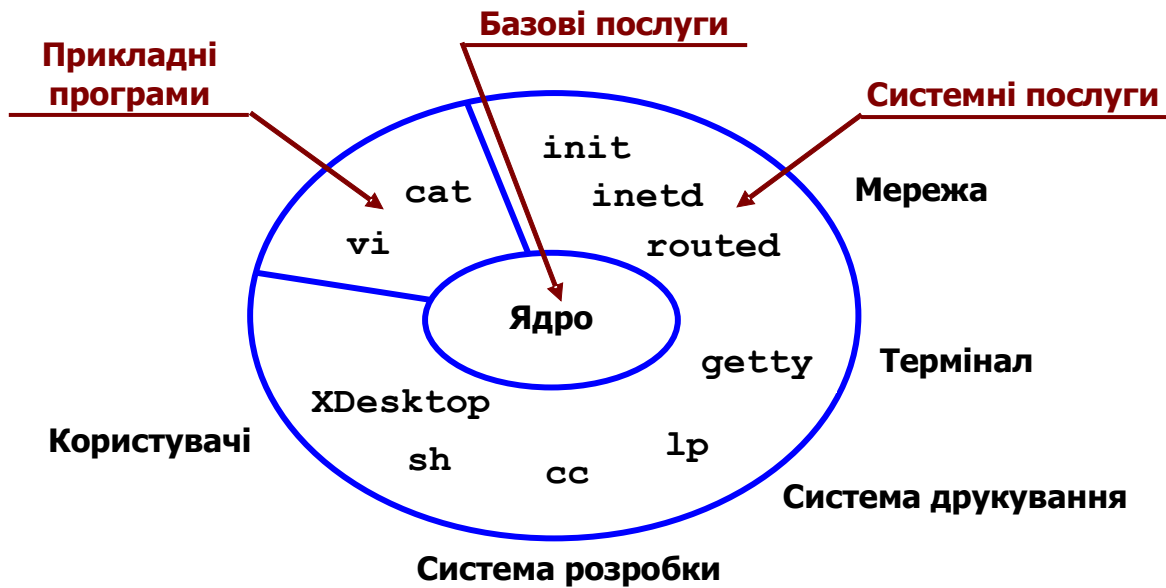 Базові послуги
Прикладні
програми
Системні послуги
init
cat
inetd
Мережа
vi
routed
Ядро
getty
Термінал
XDesktop
Користувачі
sh
cc
lp
Система друкування
Система розробки